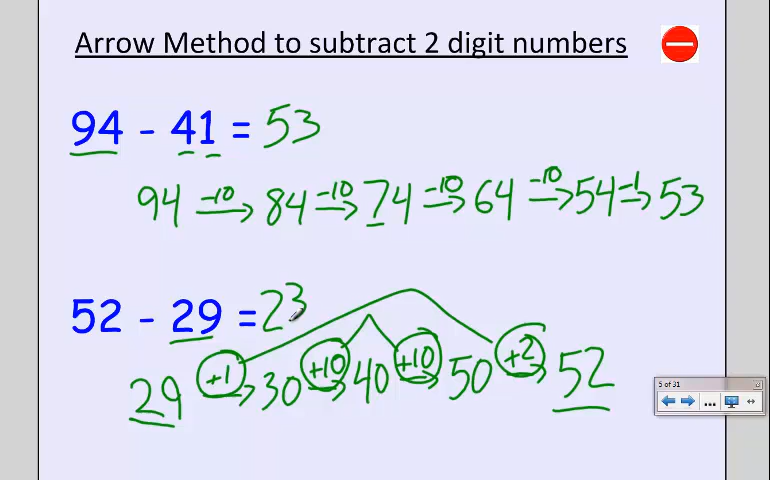 Arrow Method to subtract 2 digit numbers
94 - 41 = 53
94 -10→ 84 -10→ 74 -10→ 64 -10→ 54 -1→ 53
52 - 29 = 23
29 +1→ 30 +10→ 40 +10→ 50 +2→ 52
5 of 31
...